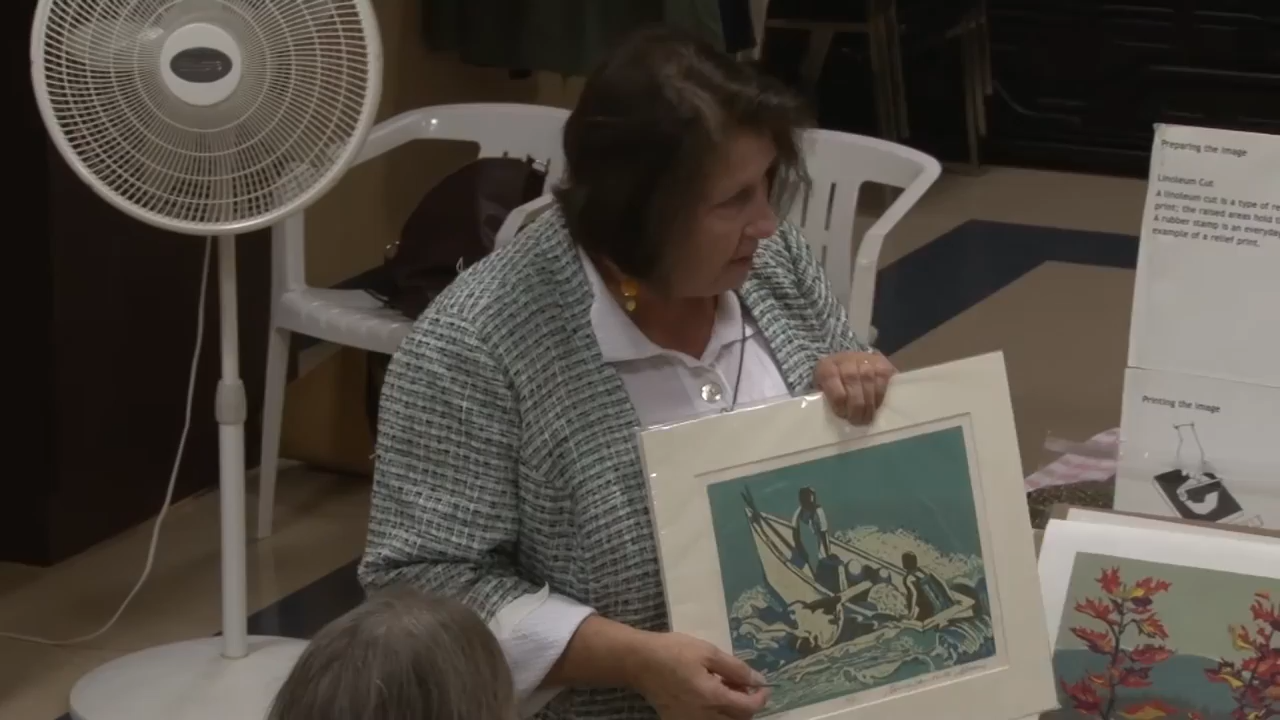 Preparing the Image
Linoleum Cut
A linoleum cut is a type of re
print; the raised areas hold t
A rubber stamp is an everyday
example of a relief print.
Printing the Image